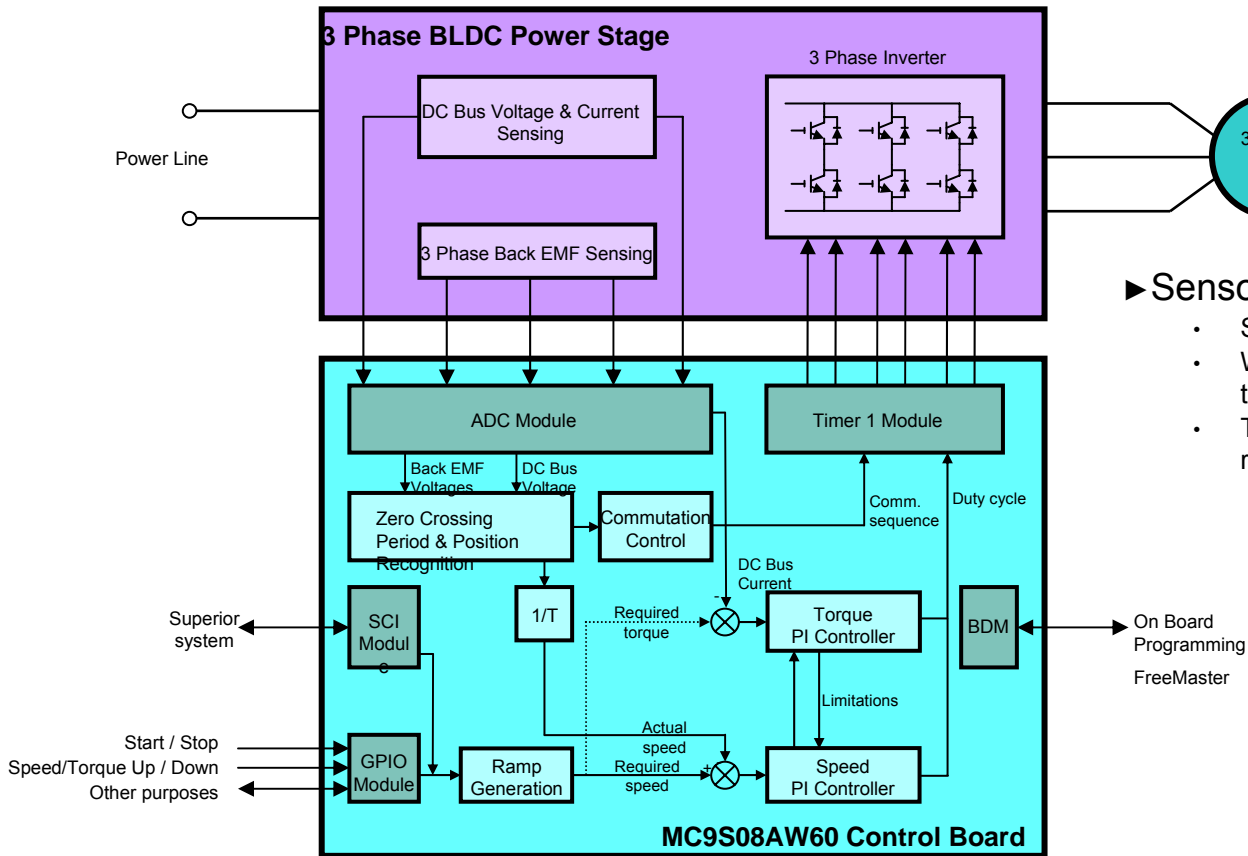 3 Phase BLDC Power Stage
3 Phase Inverter
DC Bus Voltage & Current
Sensing
Power Line
3
3 Phase Back EMF Sensing
►Senso
• S
• W
t
• T
r
ADC Module
Timer 1 Module
Back EMF
Voltages
DC Bus
Voltage
Zero Crossing
Period & Position
Recognition
Commutation
Control
Comm.
sequence
Duty cycle
DC Bus
Current
-
Superior
system
SCI
Modul
e
1/T
Required
torque
Torque
PI Controller
BDM
On Board
Programming
FreeMaster
Limitations
Start / Stop
Speed/Torque Up / Down
Other purposes
GPIO
Module
Ramp
Generation
Actual
speed
-
+
Required
speed
Speed
PI Controller
MC9S08AW60 Control Board